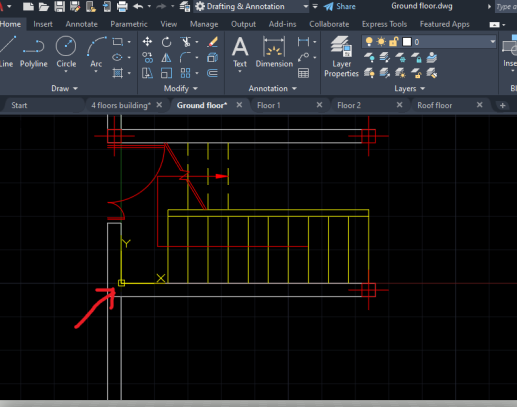 Drafting & Annotation
Share
Ground floor.dwg
Type
Home
Insert
Annotate
Parametric
View
Manage
Output
Add-ins
Collaborate
Express Tools
Featured Apps
Line
Polyline
Circle
Arc
Text
Dimension
Layer
Properties
0
Draw
Modify
Annotation
Layers
Start
4 floors building*
Ground floor*
Floor 1
Floor 2
Roof floor
Y
X